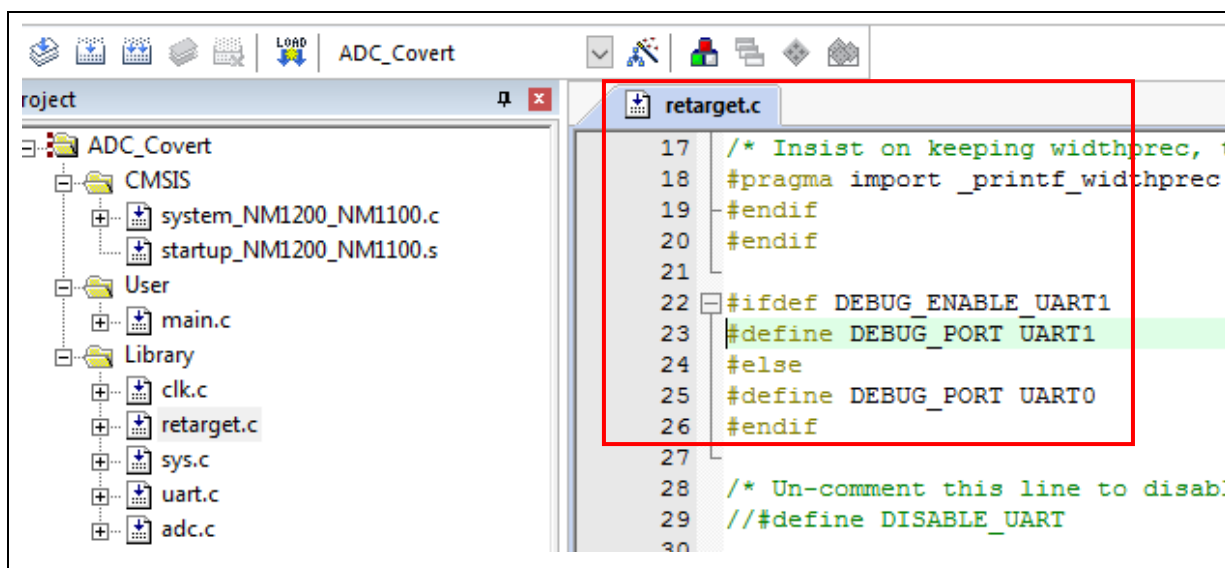 LOAD
ADC_Covert
roject
ADC_Covert
CMSIS
system_NM1200_NM1100.c
startup_NM1200_NM1100.s
User
main.c
Library
clk.c
retarget.c
sys.c
uart.c
adc.c
retarget.c
17 /* Insist on keeping widthprec, t
18 #pragma import _printf_widthprec
19 #endif
20 #endif
21
22 #ifdef DEBUG_ENABLE_UART1
23 #define DEBUG_PORT UART1
24 #else
25 #define DEBUG_PORT UART0
26 #endif
27
28 /* Un-comment this line to disabl
29 //#define DISABLE_UART
30